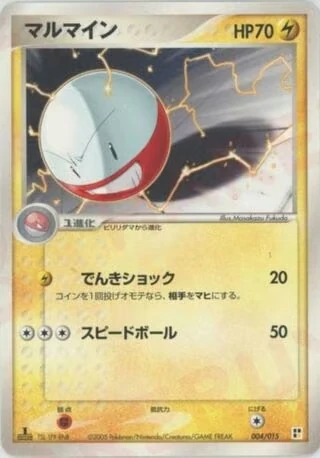 マルマイン HP70
Illus. Masakazu Fukuda
1進化 ビリリダマから進化
でんきショック 20
コインを1回投げオモテなら、相手をマヒにする。
スピードボール 50
弱点 抵抗力 にげる
©2005 Pokémon/Nintendo/Creatures/GAME FREAK 004/015